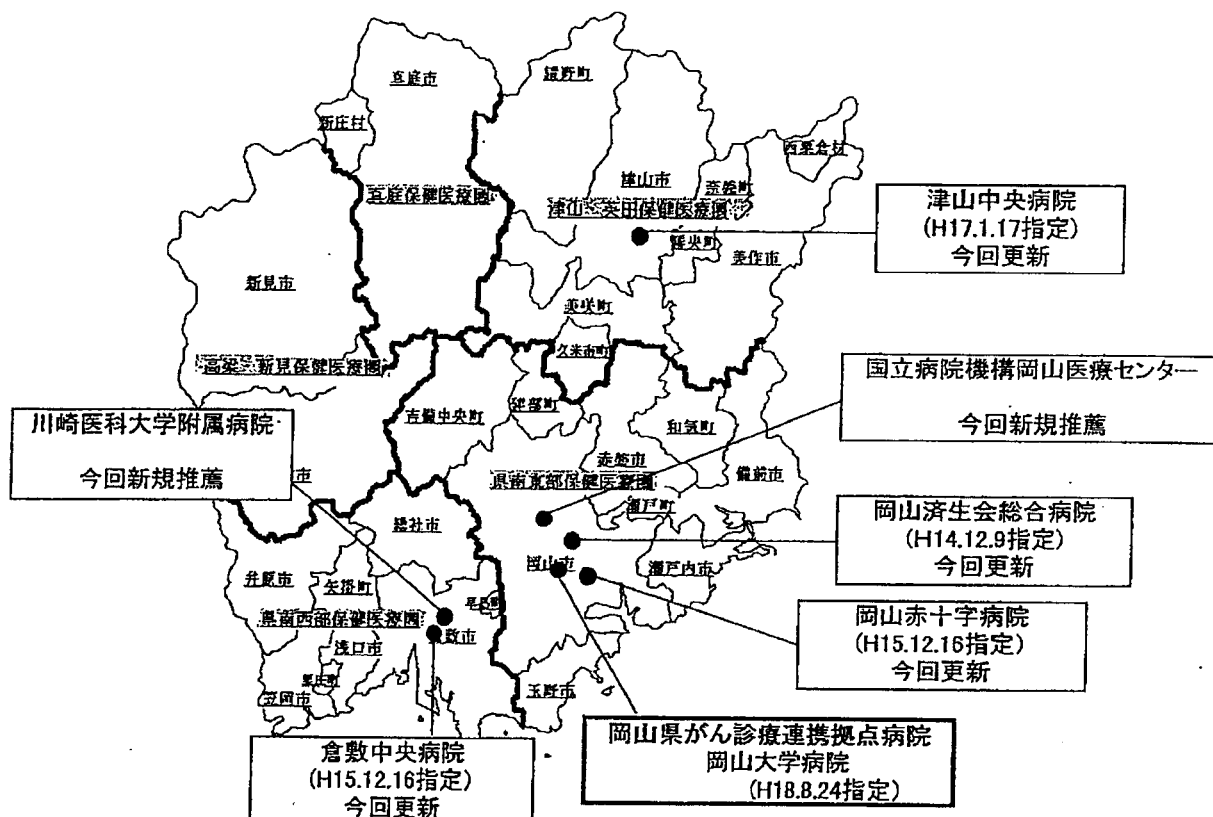 真庭市
鏡野町
新庄村
西粟倉村
津山市
奈義町
真庭保健医療圏
津山・英田保健医療圏
勝央町
美作市
津山中央病院
(H17.1.17指定)
今回更新
新見市
美咲町
久米南町
高梁・新見保健医療圏
国立病院機構岡山医療センター
今回新規推薦
川崎医科大学附属病院
今回新規推薦
市
吉備中央町
建部町
和気町
赤磐市
備前市
県南東部保健医療圏
瀬戸町
総社市
岡山済生会総合病院
(H14.12.9指定)
今回更新
岡山市
瀬戸内市
井原市
矢掛町
早島町
県南西部保健医療圏
敷市
浅口市
里庄町
笠岡市
岡山赤十字病院
(H15.12.16指定)
今回更新
玉野市
倉敷中央病院
(H15.12.16指定)
今回更新
岡山県がん診療連携拠点病院
岡山大学病院
(H18.8.24指定)